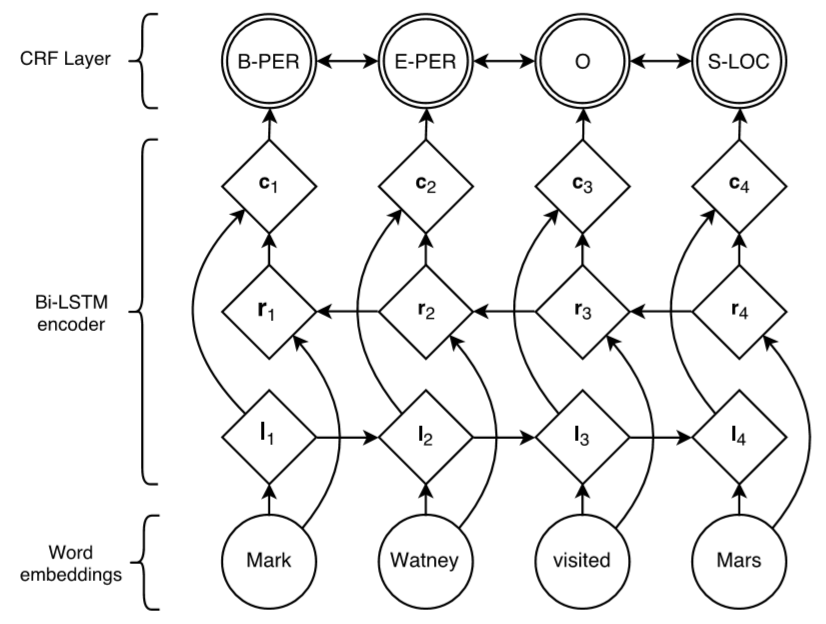 CRF Layer
B-PER
E-PER
O
S-LOC
c1
c2
c3
c4
Bi-LSTM
encoder
r1
r2
r3
r4
l1
l2
l3
l4
Word
embeddings
Mark
Watney
visited
Mars